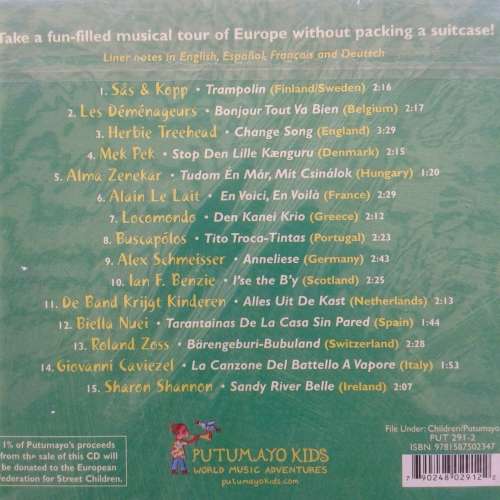 Take a fun-filled musical tour of Europe without packing a suitcase!
Liner notes in English, Español, Français and Deutsch
1. Sås & Kopp • Trampolin (Finland/Sweden) 2:16
2. Les Déménageurs • Bonjour Tout Va Bien (Belgium) 2:17
3. Herbie Treehead • Change Song (England) 3:29
4. Mek Pek • Stop Den Lille Kænguru (Denmark) 2:15
5. Alma Zenekar • Tudom Én Már, Mit Csinálok (Hungary) 1:20
6. Alain Le Lait • En Voici, En Voilà (France) 2:29
7. Locomondo • Den Kanei Krio (Greece) 2:12
8. Buscapólos • Tito Troca-Tintas (Portugal) 2:23
9. Alex Schmeisser • Anneliese (Germany) 2:43
10. Ian F. Benzie • I'se the B'y (Scotland) 2:25
11. De Band Krijgt Kinderen • Alles Uit De Kast (Netherlands) 2:13
12. Biella Nuei • Tarantainas De La Casa Sin Pared (Spain) 1:44
13. Roland Zoss • Bärengeburi-Bubuland (Switzerland) 2:28
14. Giovanni Caviezel • La Canzone Del Battello A Vapore (Italy) 1:53
15. Sharon Shannon • Sandy River Belle (Ireland) 2:07
1% of Putumayo's proceeds
from the sale of this CD will
be donated to the European
Federation for Street Children.
PUTUMAYO KIDS
WORLD MUSIC ADVENTURES
putumayokids.com
File Under: Children/Putumayo
PUT 291-2
ISBN 9781587502347
7 90248 02912 7